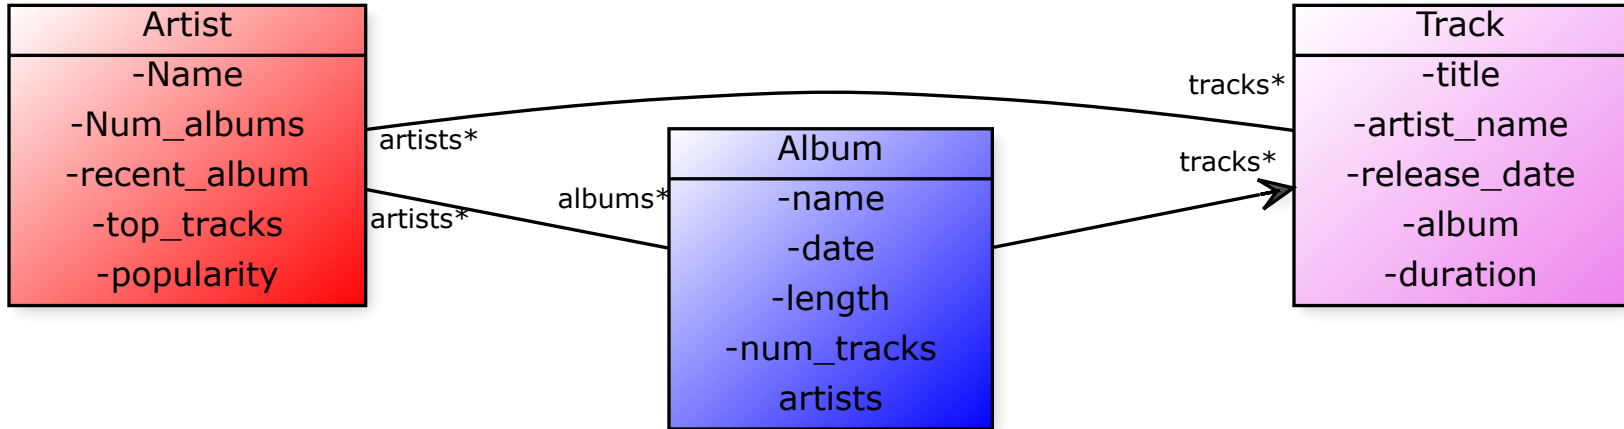 Artist
-Name
-Num_albums
-recent_album
-top_tracks
-popularity
artists*
artists*
albums*
Album
-name
-date
-length
-num_tracks
artists
tracks*
tracks*
Track
-title
-artist_name
-release_date
-album
-duration